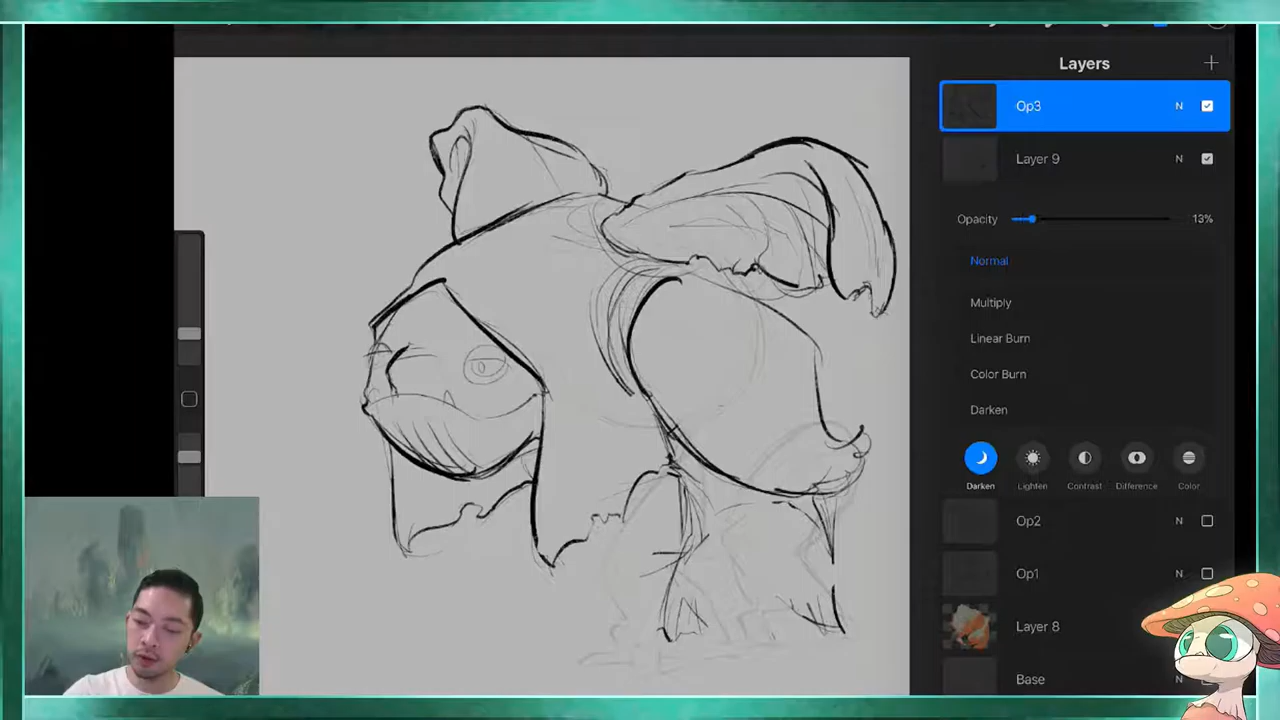 Layers
Op3 N
Layer 9 N
Opacity 13%
Normal
Multiply
Linear Burn
Color Burn
Darken
Darken Lighten Contrast Difference Color
Op2 N
Op1 N
Layer 8
Base N